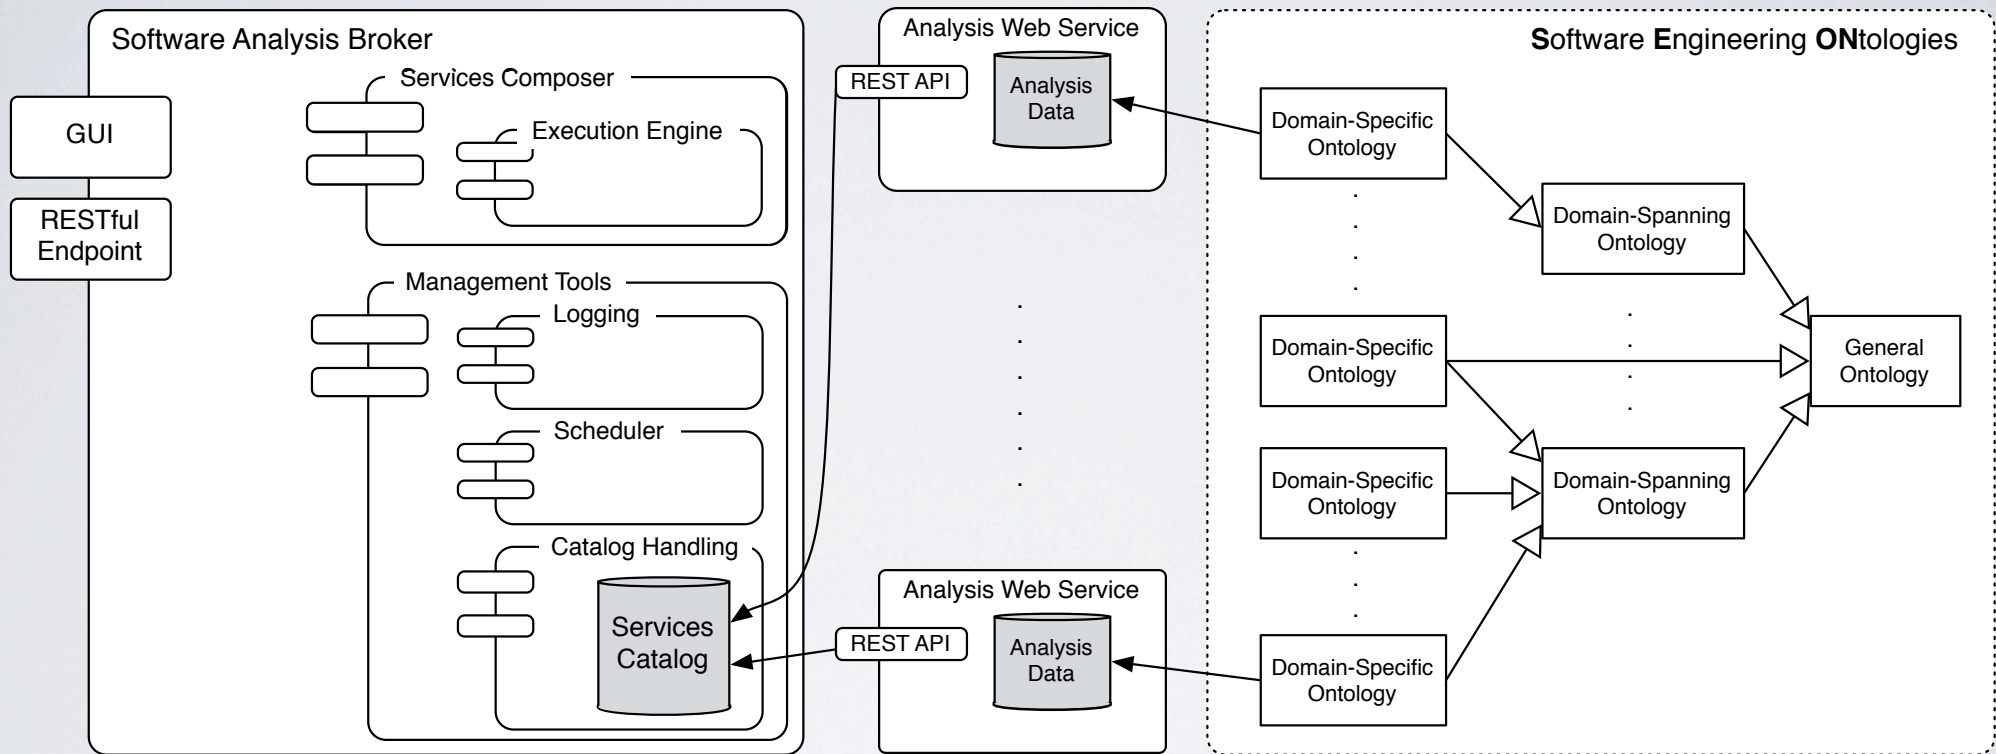 Software Analysis Broker
GUI
RESTful
Endpoint
Services Composer
Execution Engine
Management Tools
Logging
Scheduler
Catalog Handling
Services
Catalog
Analysis Web Service
REST API
Analysis
Data
Analysis Web Service
REST API
Analysis
Data
Software Engineering ONtologies
Domain-Specific
Ontology
Domain-Specific
Ontology
Domain-Specific
Ontology
Domain-Specific
Ontology
Domain-Spanning
Ontology
Domain-Spanning
Ontology
General
Ontology